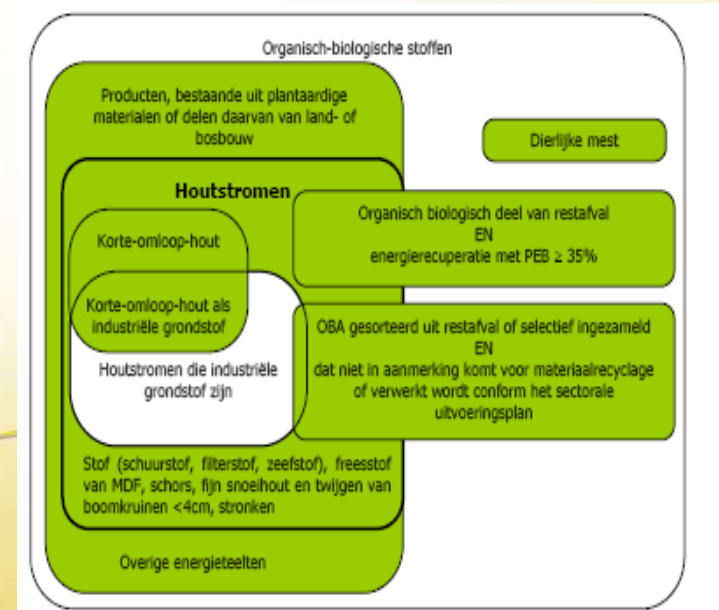 Organisch-biologische stoffen
Producten, bestaande uit plantaardige
materialen of delen daarvan van land- of
bosbouw
Dierlijke mest
Houtstromen
Organisch biologisch deel van restafval
EN
energierecuperatie met PEB ≥ 35%
Korte-omloop-hout
Korte-omloop-hout als
industriële grondstof
OBA gesorteerd uit restafval of selectief ingezameld
EN
dat niet in aanmerking komt voor materiaalrecyclage
of verwerkt wordt conform het sectorale
uitvoeringsplan
Houtstromen die industriële
grondstof zijn
Stof (schuurstof, filterstof, zeefstof), freesstof
van MDF, schors, fijn snoeihout en twijgen van
boomkruinen <4cm, stronken
Overige energieteelten